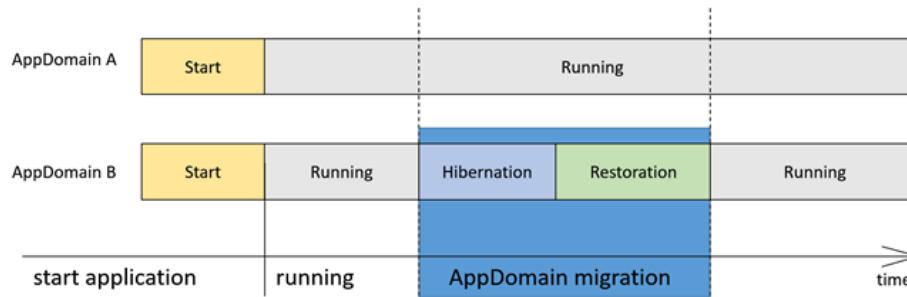 AppDomain A
Start
Running
AppDomain B
Start
Running
Hibernation
Restoration
Running
start application
running
AppDomain migration
time